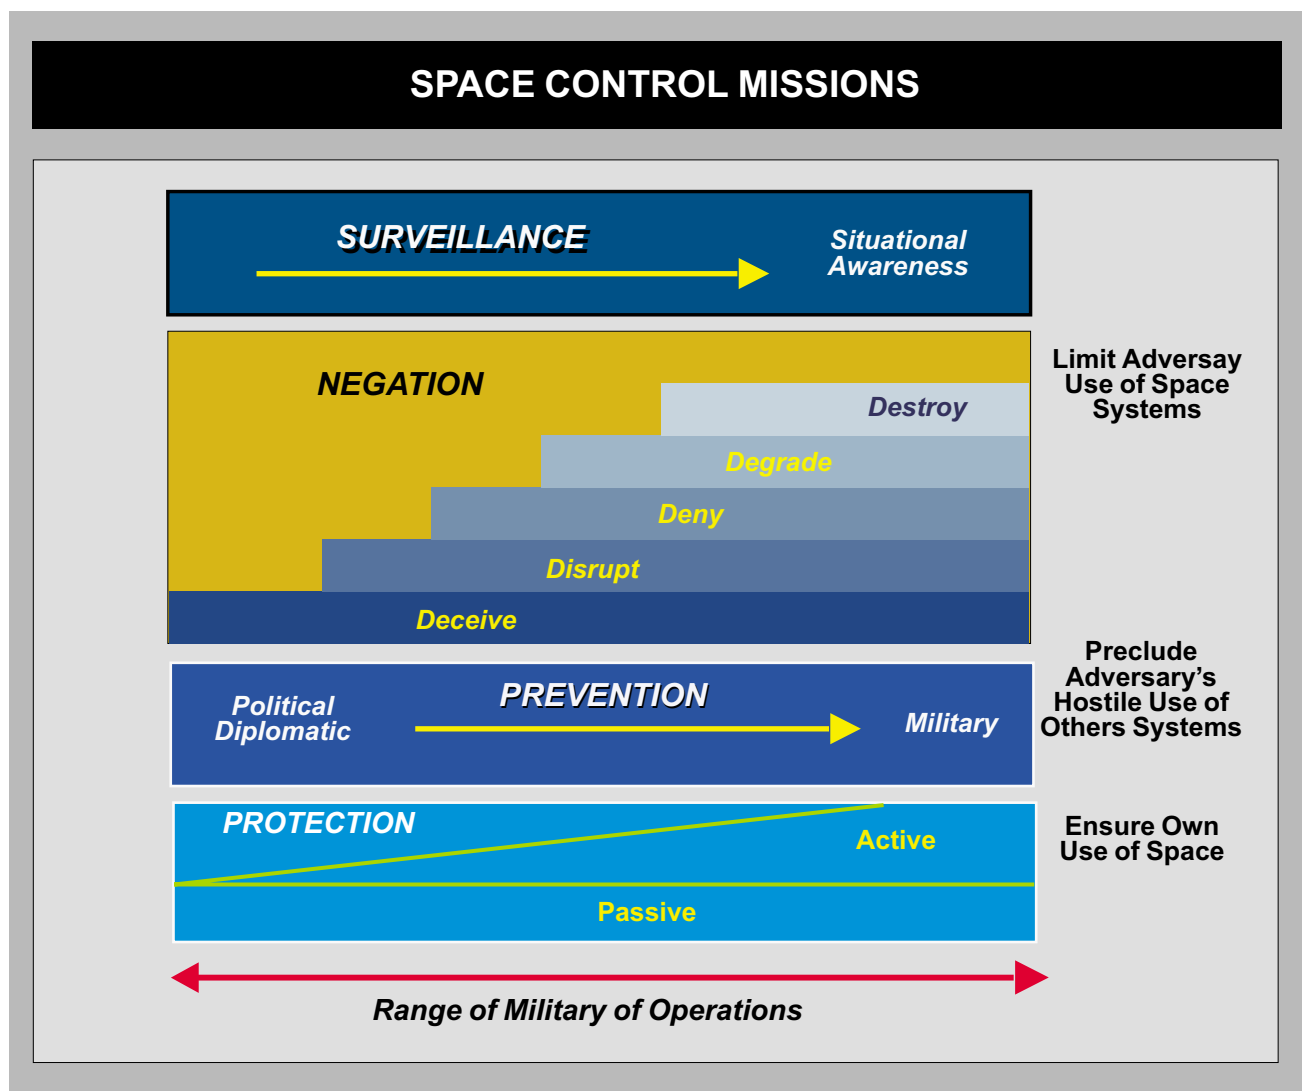 SPACE CONTROL MISSIONS
SURVEILLANCE
Situational
Awareness
NEGATION
Limit Adversay
Use of Space
Systems
Destroy
Degrade
Deny
Disrupt
Deceive
Preclude
Adversary’s
Hostile Use of
Others Systems
Political
Diplomatic
PREVENTION
Military
PROTECTION
Active
Passive
Ensure Own
Use of Space
Range of Military of Operations